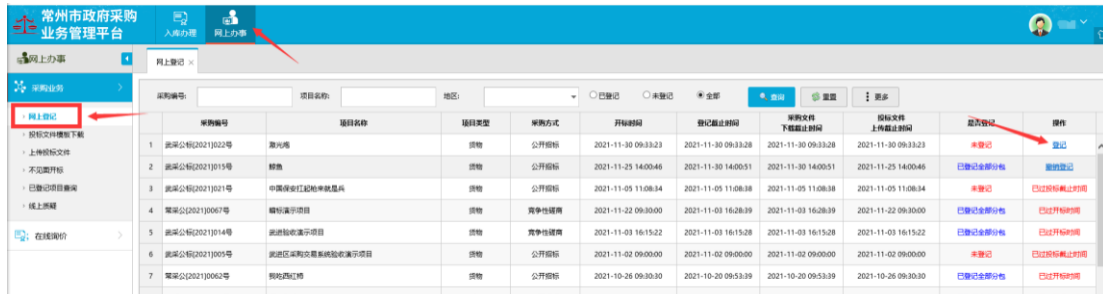 常州市政府采购
业务管理平台
入库办理
网上办事
网上办事
网上登记 ×
采购业务
采购编号:
项目名称:
地区:
已登记
未登记
全部
查询
重置
更多
网上登记
投标文件模板下载
上传投标文件
不见面开标
已登记项目查询
线上质疑
在线询价
采购编号 项目名称 项目类型 采购方式 开标时间 登记截止时间 采购文件下载截止时间 投标文件上传截止时间 是否登记 操作
1 武采公标[2021]022号 激光炮 货物 公开招标 2021-11-30 09:33:23 2021-11-30 09:33:28 2021-11-30 09:33:28 2021-11-30 09:33:23 未登记 登记
2 武采公标[2021]015号 货物 公开招标 2021-11-25 14:00:46 2021-11-30 14:00:51 2021-11-30 14:00:51 2021-11-25 14:00:46 已登记全部分包 撤销登记
3 武采公标[2021]021号 中国保安扛起枪来就是兵 货物 公开招标 2021-11-05 11:08:34 2021-11-05 11:08:38 2021-11-05 11:08:38 2021-11-05 11:08:34 未登记 已过投标截止时间
4 常采公[2021]0067号 演示项目 货物 竞争性磋商 2021-11-22 09:30:00 2021-11-03 16:28:39 2021-11-03 16:28:39 2021-11-22 09:30:00 已登记全部分包 已过开标时间
5 武采公标[2021]014号 武进验收演示项目 货物 竞争性磋商 2021-11-03 16:15:22 2021-11-03 16:15:28 2021-11-03 16:15:28 2021-11-03 16:15:22 已登记全部分包 已过开标时间
6 武采公标[2021]005号 武进区采购交易系统验收演示项目 货物 公开招标 2021-11-02 09:00:00 2021-11-02 09:00:00 2021-11-02 09:00:00 2021-11-02 09:00:00 未登记 已过投标截止时间
7 常采公[2021]0062号 我吃西红柿 货物 公开招标 2021-10-26 09:30:30 2021-10-20 09:53:39 2021-10-20 09:53:39 2021-10-26 09:30:30 已登记全部分包 已过开标时间